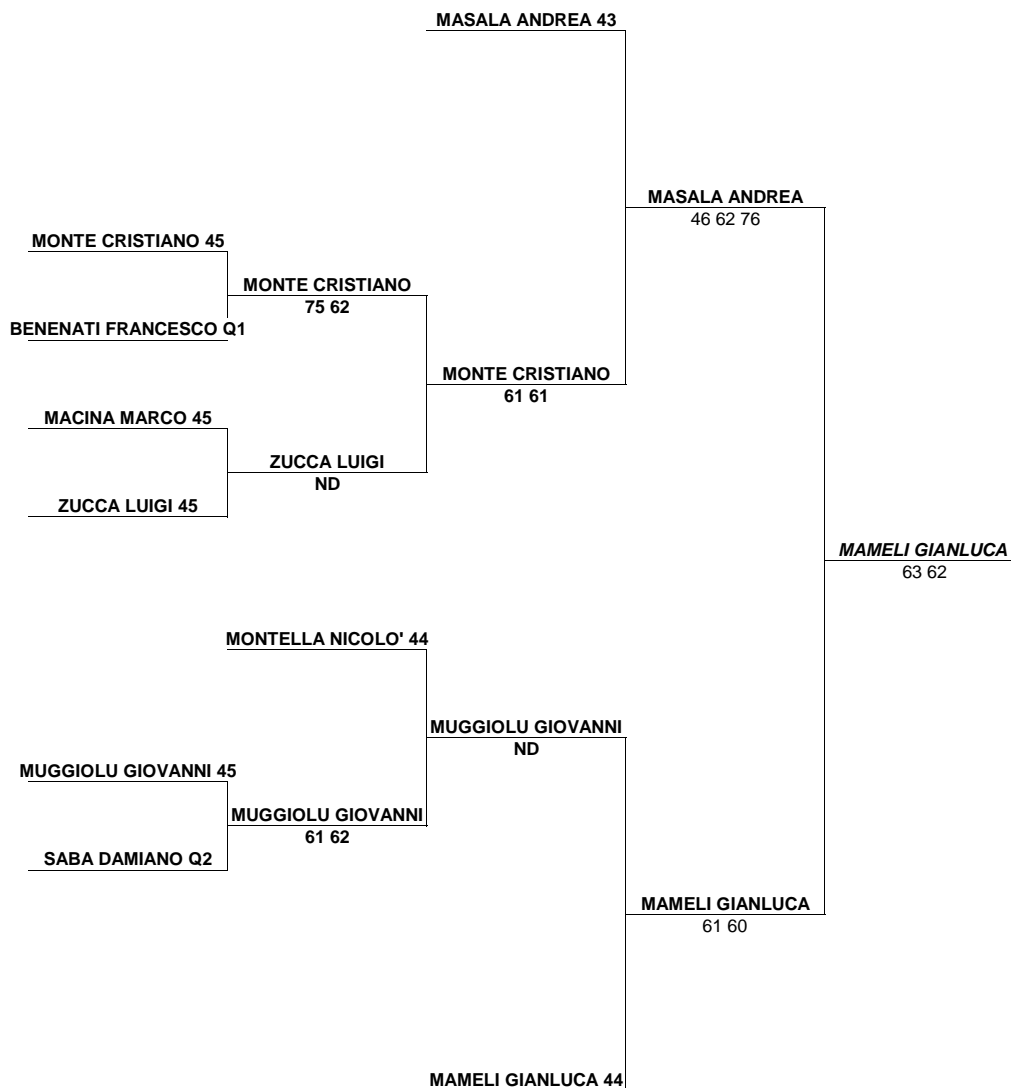 MASALA ANDREA 43
MASALA ANDREA
46 62 76
MONTE CRISTIANO 45
MONTE CRISTIANO
75 62
BENENATI FRANCESCO Q1
MONTE CRISTIANO
61 61
MACINA MARCO 45
ZUCCA LUIGI
ND
ZUCCA LUIGI 45
MAMELI GIANLUCA
63 62
MONTELLA NICOLO' 44
MUGGIOLU GIOVANNI
ND
MUGGIOLU GIOVANNI 45
MUGGIOLU GIOVANNI
61 62
SABA DAMIANO Q2
MAMELI GIANLUCA
61 60
MAMELI GIANLUCA 44